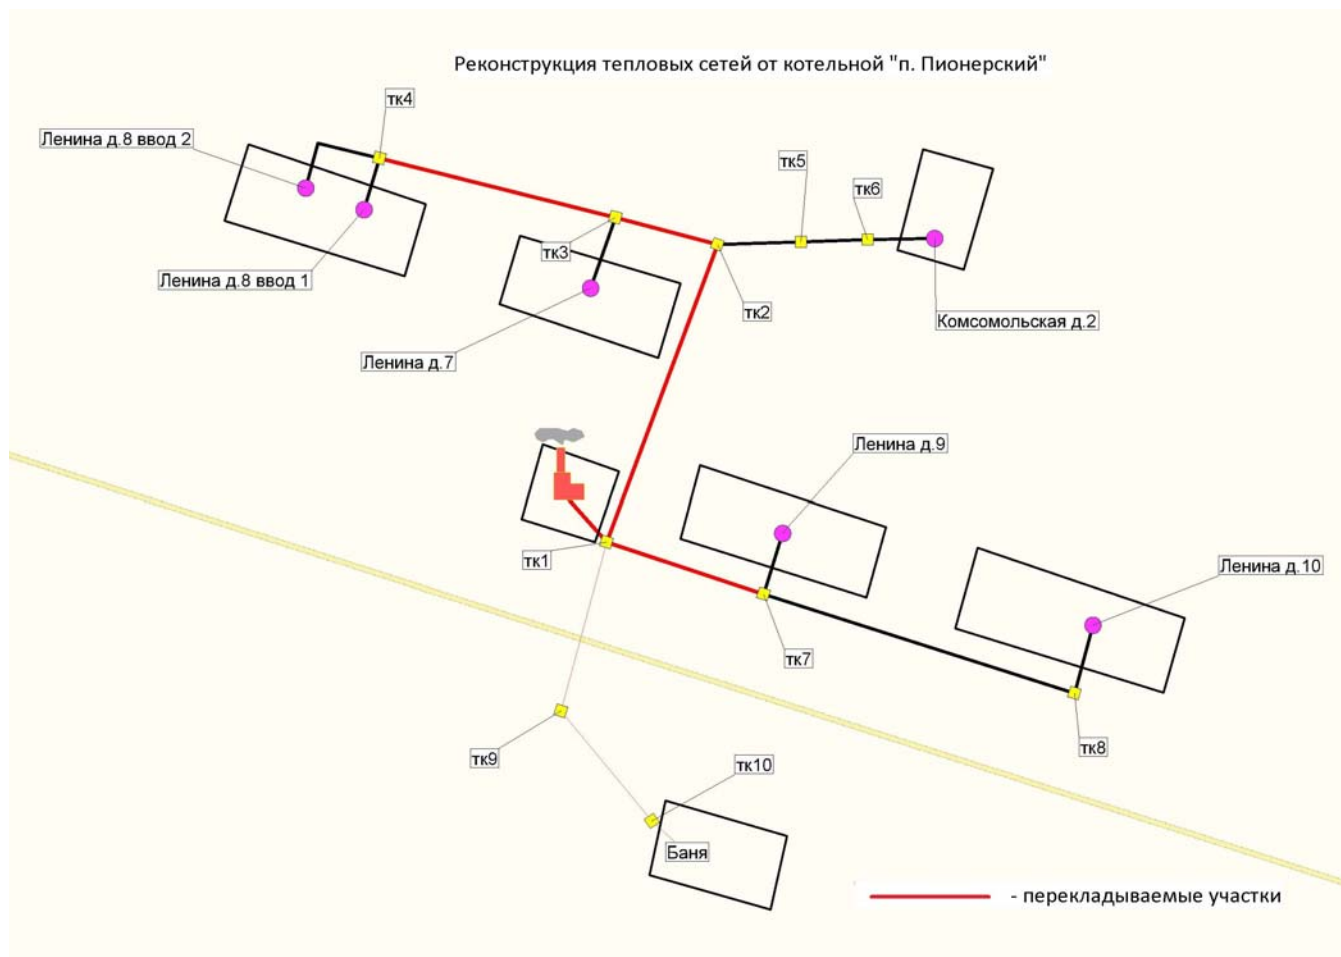 Реконструкция тепловых сетей от котельной "п. Пионерский"
тк4
Ленина д.8 ввод 2
тк5
тк6
тк3
Ленина д.8 ввод 1
тк2
Комсомольская д.2
Ленина д.7
Ленина д.9
тк1
Ленина д.10
тк7
тк8
тк9
тк10
Баня
- перекладываемые участки